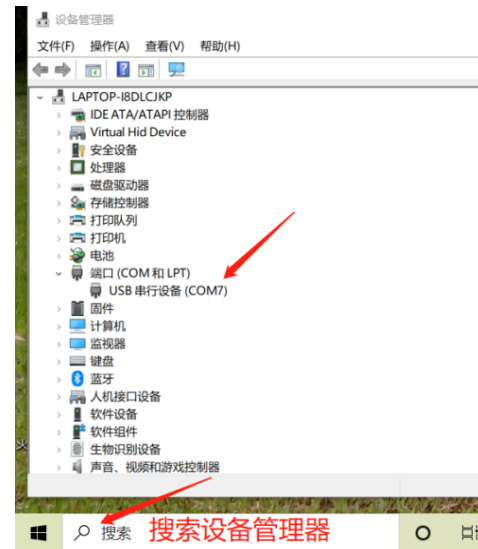 设备管理器
文件(F) 操作(A) 查看(V) 帮助(H)
LAPTOP-I8DLCJKP
IDE ATA/ATAPI 控制器
Virtual Hid Device
安全设备
处理器
磁盘驱动器
存储控制器
打印队列
打印机
电池
端口 (COM 和 LPT)
USB 串行设备 (COM7)
固件
计算机
监视器
键盘
蓝牙
人机接口设备
软件设备
软件组件
生物识别设备
声音、视频和游戏控制器
搜索 搜索设备管理器